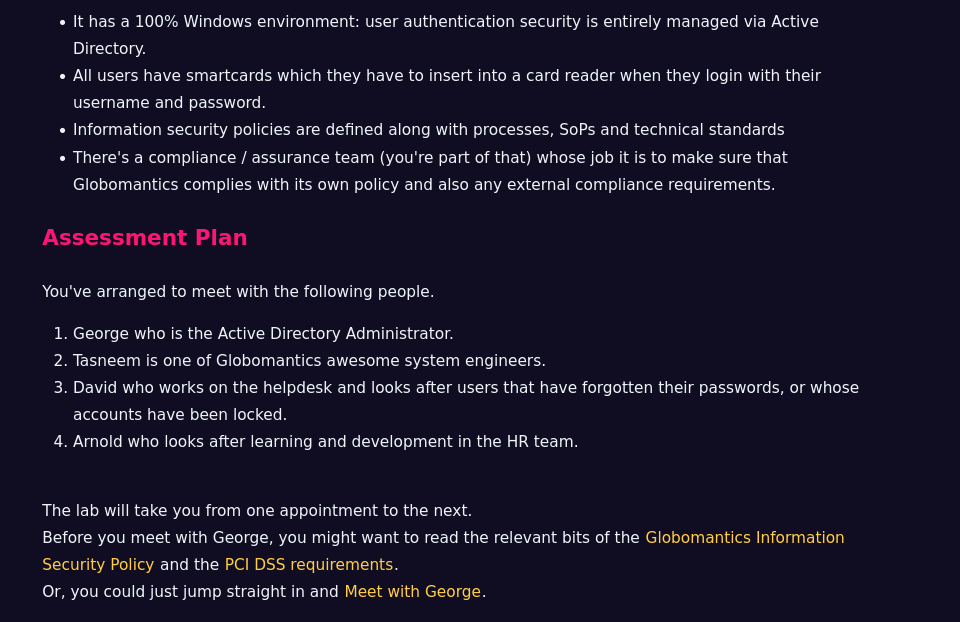 • It has a 100% Windows environment: user authentication security is entirely managed via Active
Directory.
• All users have smartcards which they have to insert into a card reader when they login with their
username and password.
• Information security policies are defined along with processes, SoPs and technical standards
• There's a compliance / assurance team (you're part of that) whose job it is to make sure that
Globomantics complies with its own policy and also any external compliance requirements.
Assessment Plan
You've arranged to meet with the following people.
1. George who is the Active Directory Administrator.
2. Tasneem is one of Globomantics awesome system engineers.
3. David who works on the helpdesk and looks after users that have forgotten their passwords, or whose
accounts have been locked.
4. Arnold who looks after learning and development in the HR team.
The lab will take you from one appointment to the next.
Before you meet with George, you might want to read the relevant bits of the Globomantics Information
Security Policy and the PCI DSS requirements.
Or, you could just jump straight in and Meet with George.